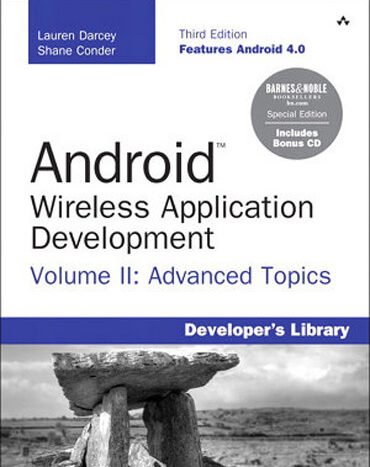 Lauren Darcey
Shane Conder
Third Edition
Features Android 4.0
BARNES&NOBLE
BOOKSELLERS
bn.com
Special Edition
Includes
Bonus CD
Android™
Wireless Application
Development
Volume II: Advanced Topics
Developer's Library